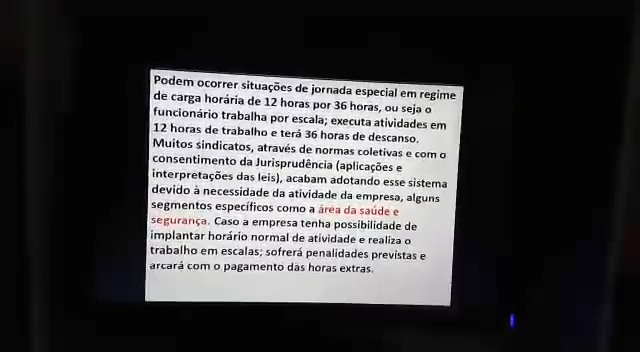 Podem ocorrer situações de jornada especial em regime
de carga horária de 12 horas por 36 horas, ou seja o
funcionário trabalha por escala; executa atividades em
12 horas de trabalho e terá 36 horas de descanso.
Muitos sindicatos, através de normas coletivas e com o
consentimento da Jurisprudência (aplicações e
interpretações das leis), acabam adotando esse sistema
devido à necessidade da atividade da empresa, alguns
segmentos específicos como a área da saúde e
segurança. Caso a empresa tenha possibilidade de
implantar horário normal de atividade e realiza o
trabalho em escalas; sofrerá penalidades previstas e
arcará com o pagamento das horas extras.